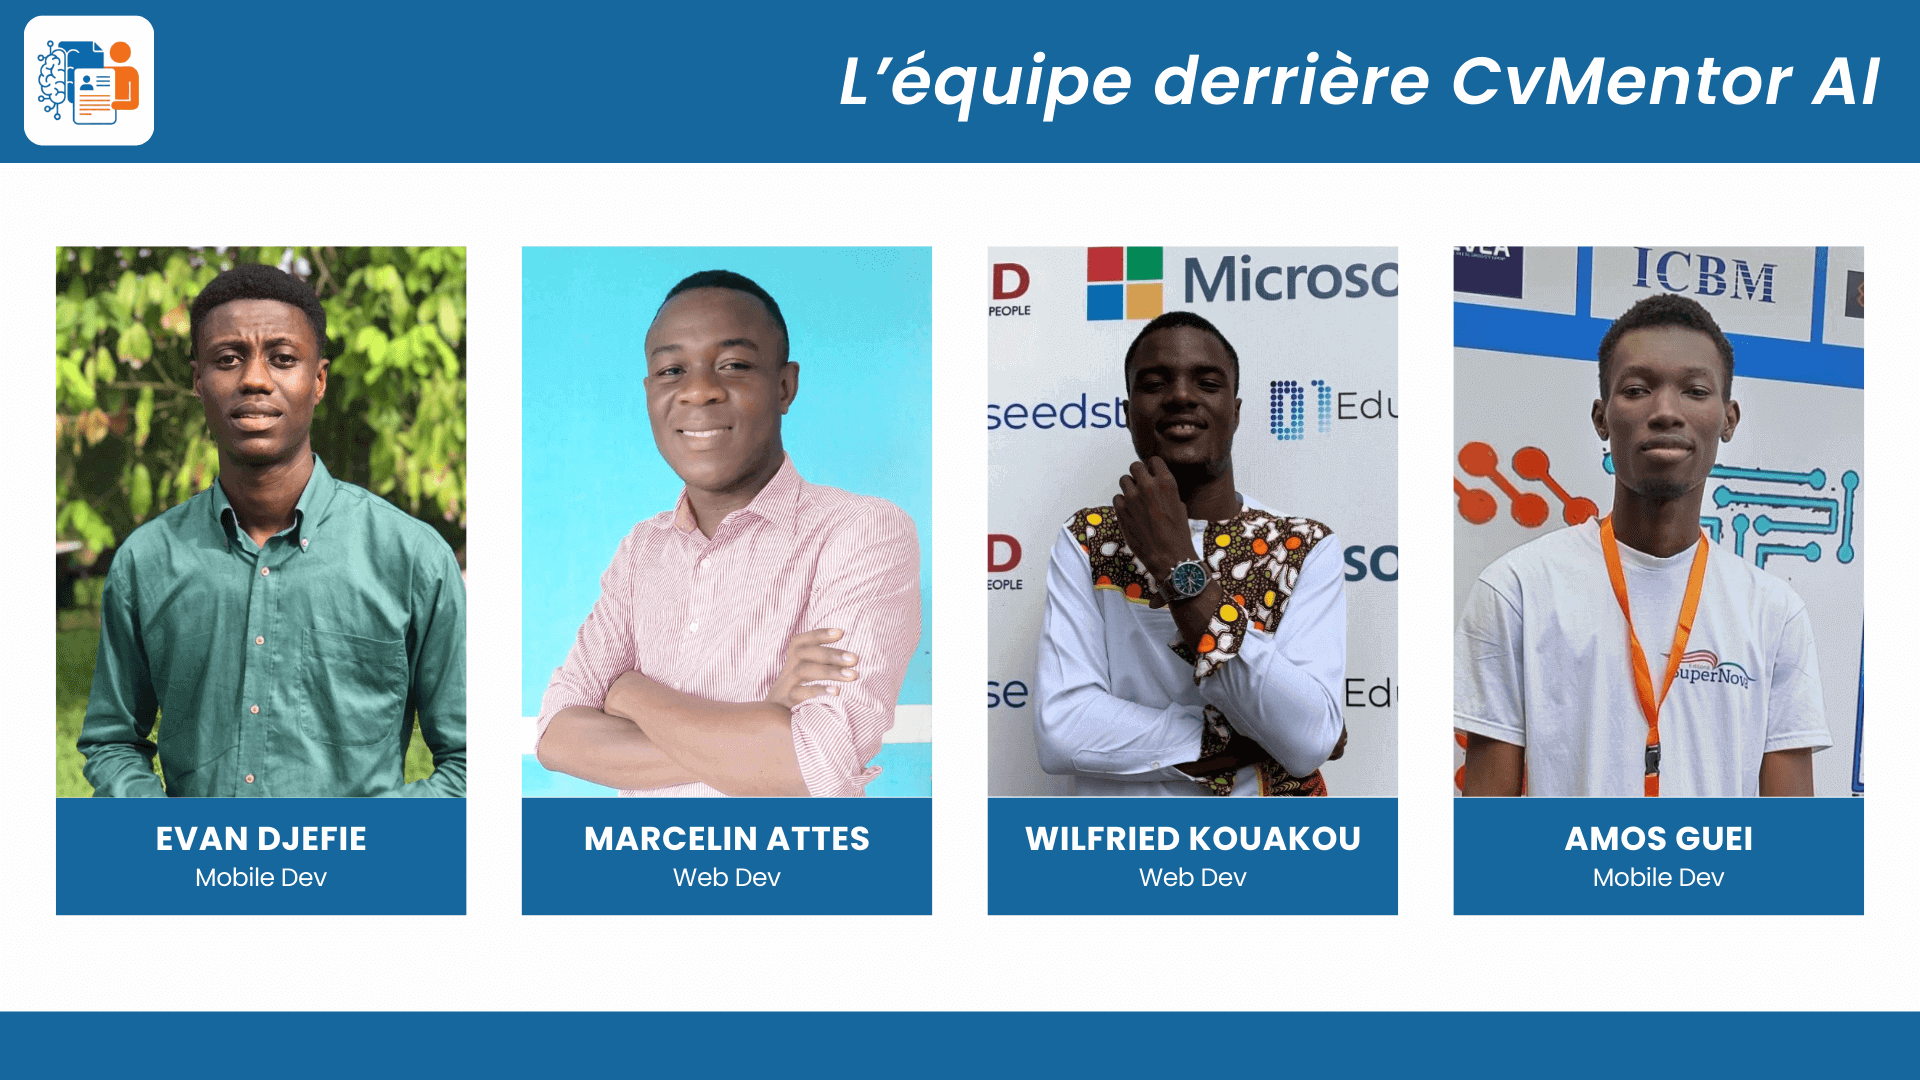 L’équipe derrière CvMentor AI
D
PEOPLE
Microso
seedst
01 Edu
D
EOPLE
so
se
Edu
ICBM
SuperNova
EVAN DJEFIE
Mobile Dev
MARCELIN ATTES
Web Dev
WILFRIED KOUAKOU
Web Dev
AMOS GUEI
Mobile Dev